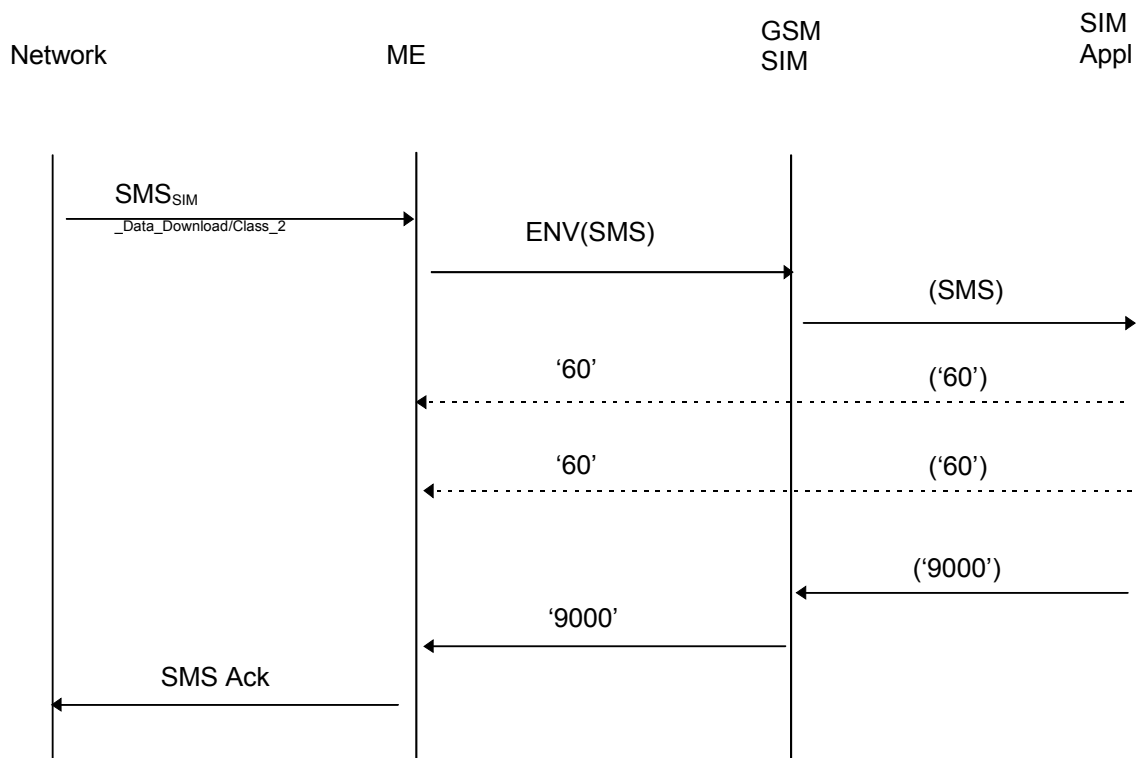 Network
ME
GSM
SIM
SIM
Appl
SMSSIM
_Data_Download/Class_2
ENV(SMS)
(SMS)
‘60’
(‘60’)
‘60’
(‘60’)
(‘9000’)
‘9000’
SMS Ack